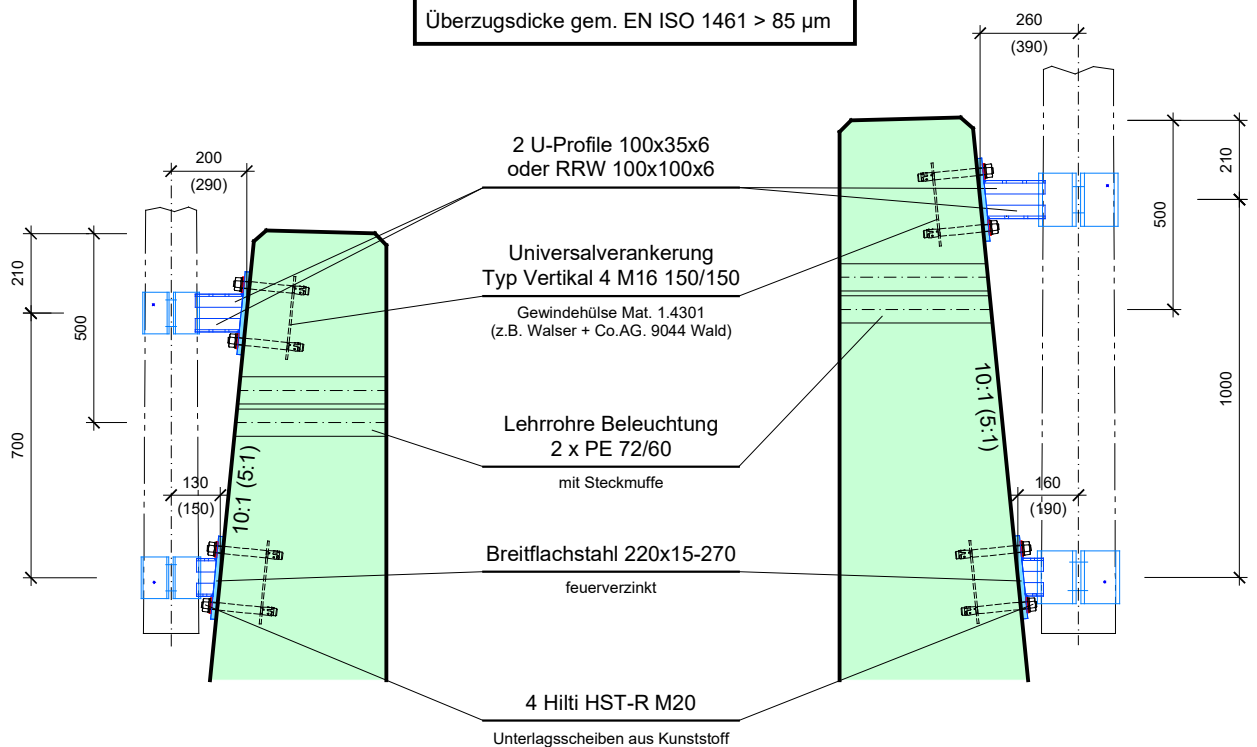 Überzugsdicke gem. EN ISO 1461 > 85 µm
260
(390)
2 U-Profile 100x35x6
oder RRW 100x100x6
200
(290)
210
500
210
500
Universalverankerung
Typ Vertikal 4 M16 150/150
Gewindehülse Mat. 1.4301
(z.B. Walser + Co.AG. 9044 Wald)
10:1 (5:1)
1000
Lehrrohre Beleuchtung
2 x PE 72/60
mit Steckmuffe
700
10:1 (5:1)
130
(150)
160
(190)
Breitflachstahl 220x15-270
feuerverzinkt
4 Hilti HST-R M20
Unterlagsscheiben aus Kunststoff